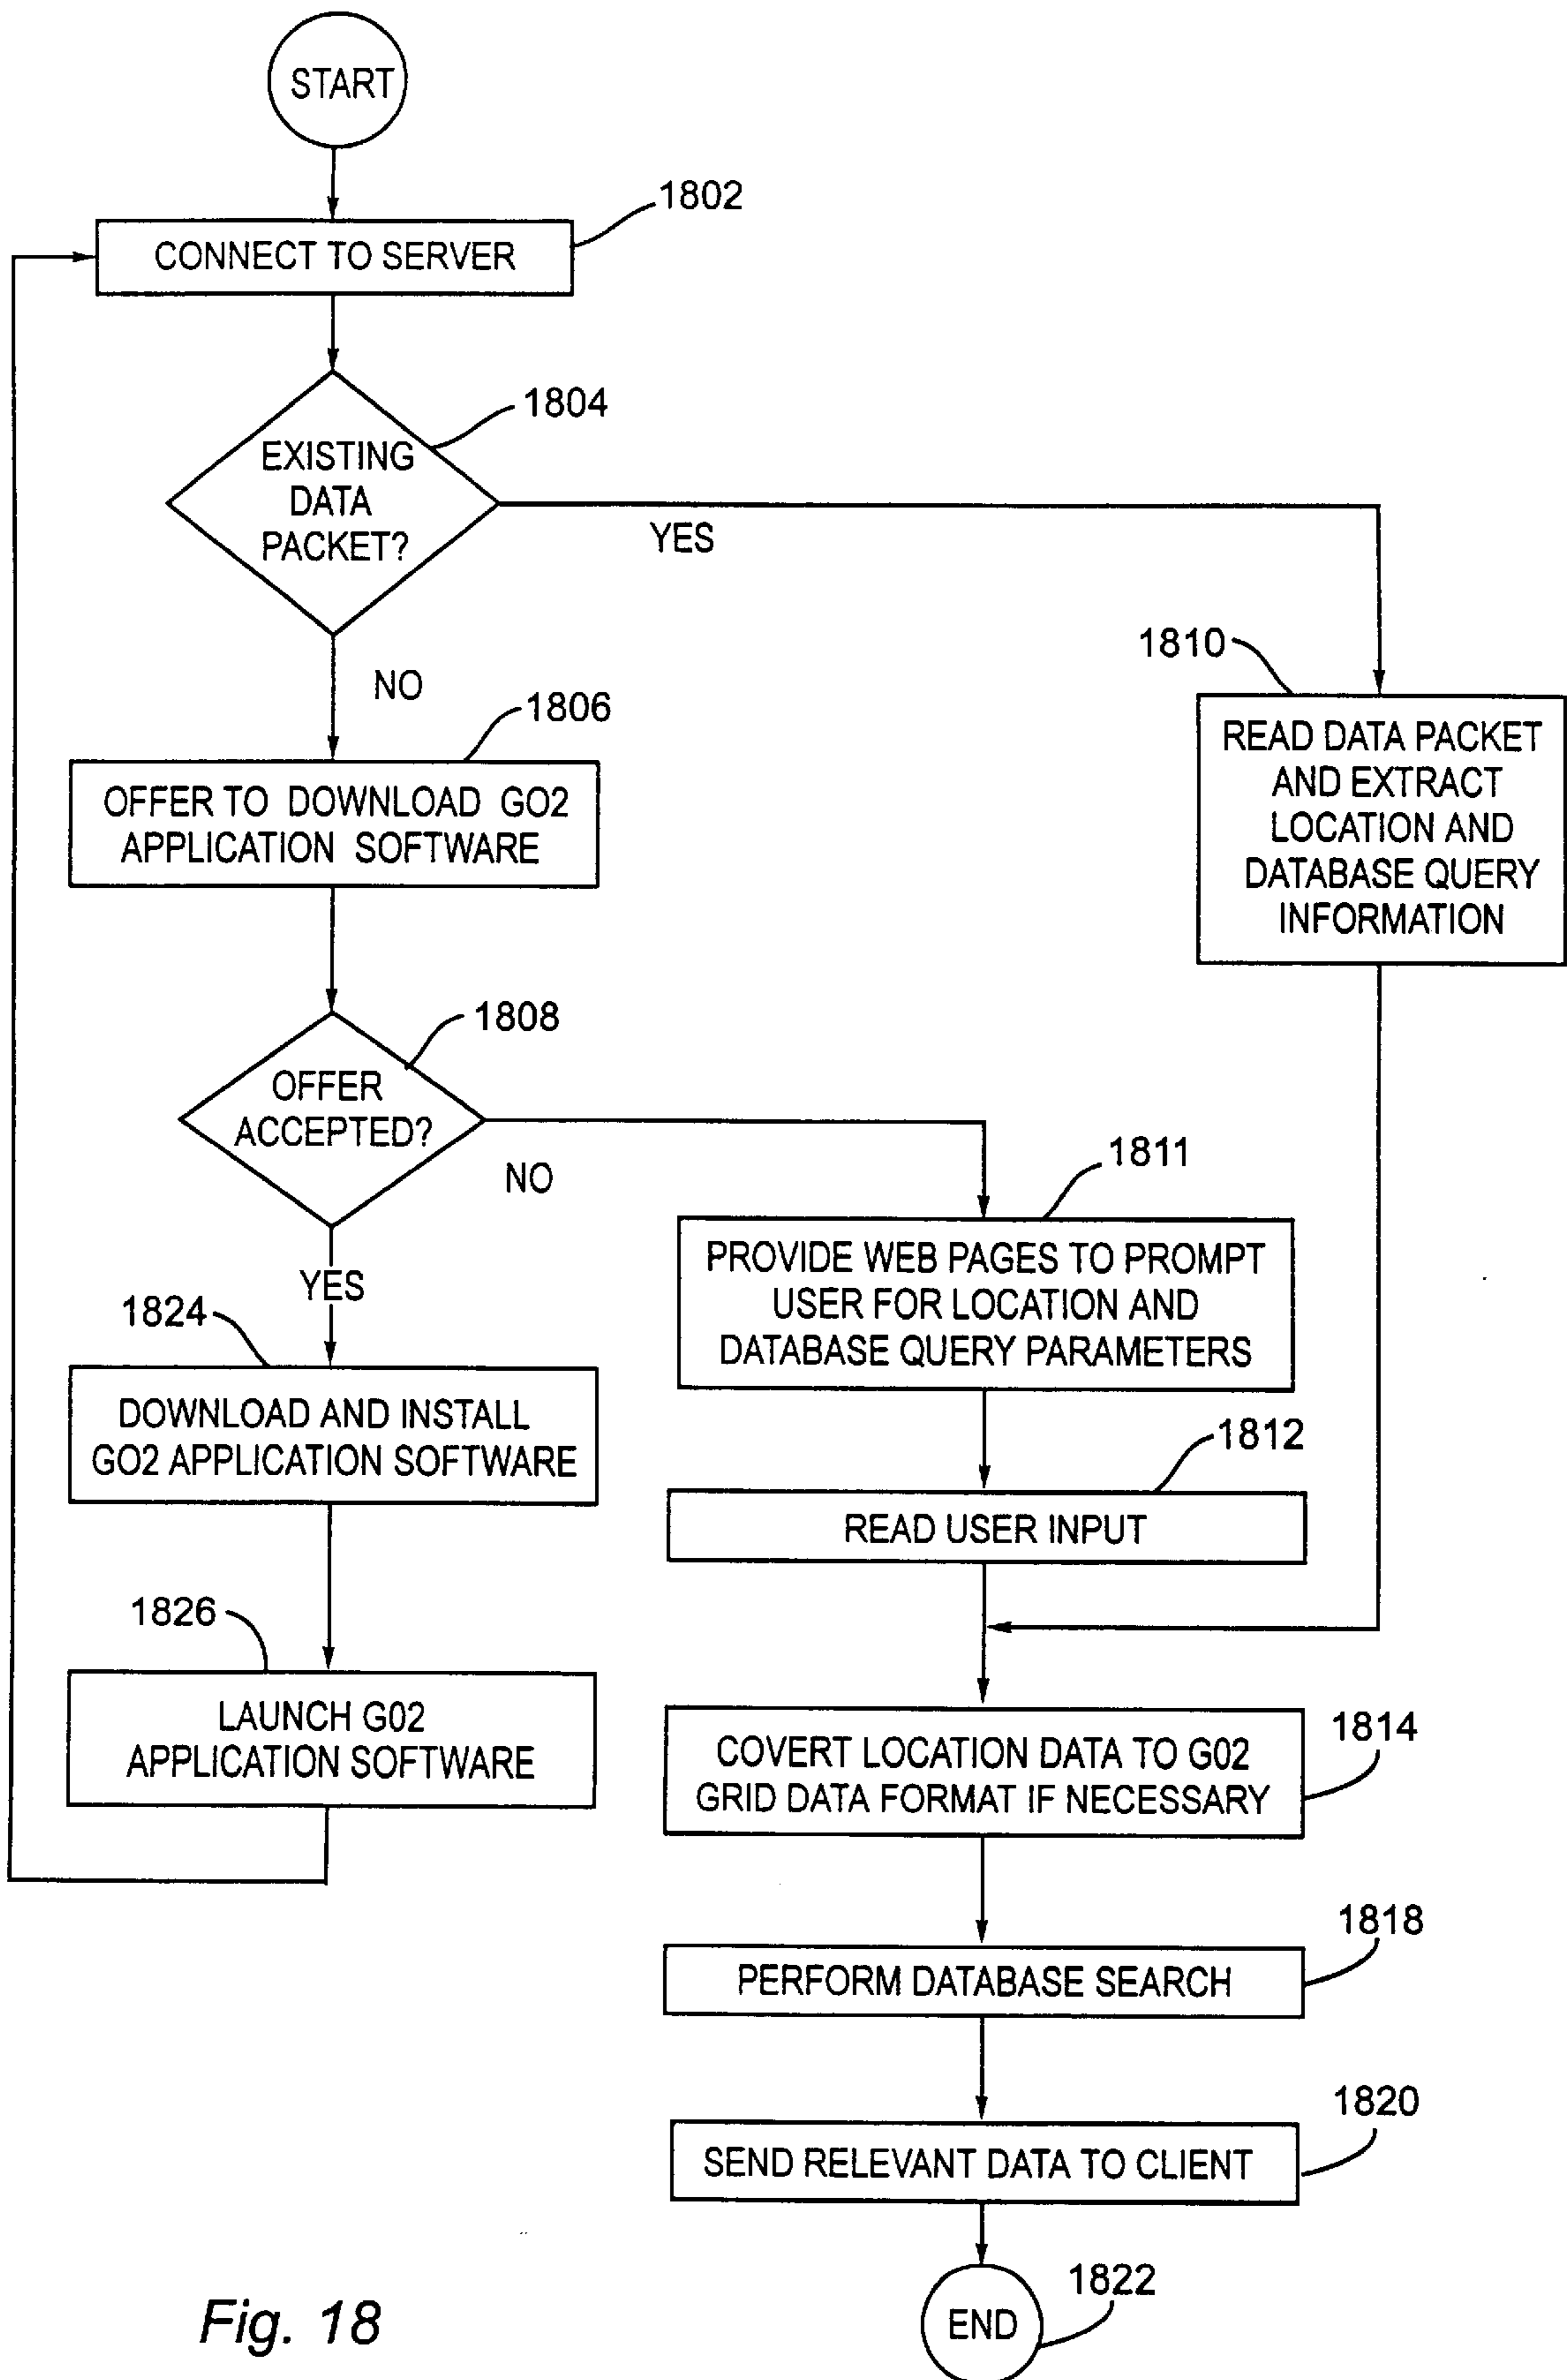 START
1802
CONNECT TO SERVER
1804
EXISTING
DATA
PACKET?
YES
NO
1810
READ DATA PACKET
AND EXTRACT
LOCATION AND
DATABASE QUERY
INFORMATION
1806
OFFER TO DOWNLOAD GO2
APPLICATION SOFTWARE
1808
OFFER
ACCEPTED?
NO
YES
1811
PROVIDE WEB PAGES TO PROMPT
USER FOR LOCATION AND
DATABASE QUERY PARAMETERS
1824
DOWNLOAD AND INSTALL
GO2 APPLICATION SOFTWARE
1812
READ USER INPUT
1826
LAUNCH G02
APPLICATION SOFTWARE
1814
COVERT LOCATION DATA TO G02
GRID DATA FORMAT IF NECESSARY
1818
PERFORM DATABASE SEARCH
1820
SEND RELEVANT DATA TO CLIENT
1822
END
Fig. 18